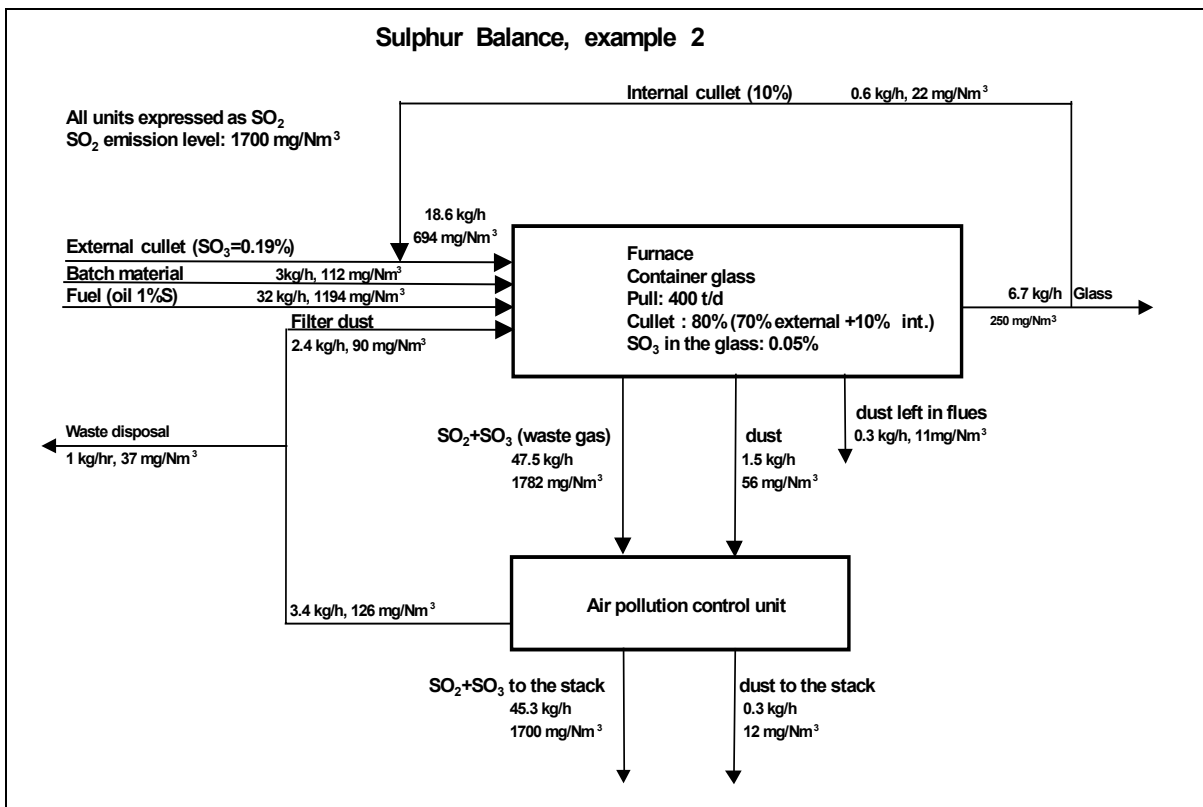 Sulphur Balance, example 2
Internal cullet (10%) 0.6 kg/h, 22 mg/Nm³
All units expressed as SO₂
SO₂ emission level: 1700 mg/Nm³
18.6 kg/h
694 mg/Nm³
External cullet (SO₃=0.19%)
Batch material 3kg/h, 112 mg/Nm³
Fuel (oil 1%S) 32 kg/h, 1194 mg/Nm³
Filter dust
2.4 kg/h, 90 mg/Nm³
Furnace
Container glass
Pull: 400 t/d
Cullet : 80% (70% external +10% int.)
SO₃ in the glass: 0.05%
6.7 kg/h Glass
250 mg/Nm³
Waste disposal
1 kg/hr, 37 mg/Nm³
SO₂+SO₃ (waste gas)
47.5 kg/h
1782 mg/Nm³
dust
1.5 kg/h
56 mg/Nm³
dust left in flues
0.3 kg/h, 11mg/Nm³
3.4 kg/h, 126 mg/Nm³
Air pollution control unit
SO₂+SO₃ to the stack
45.3 kg/h
1700 mg/Nm³
dust to the stack
0.3 kg/h
12 mg/Nm³